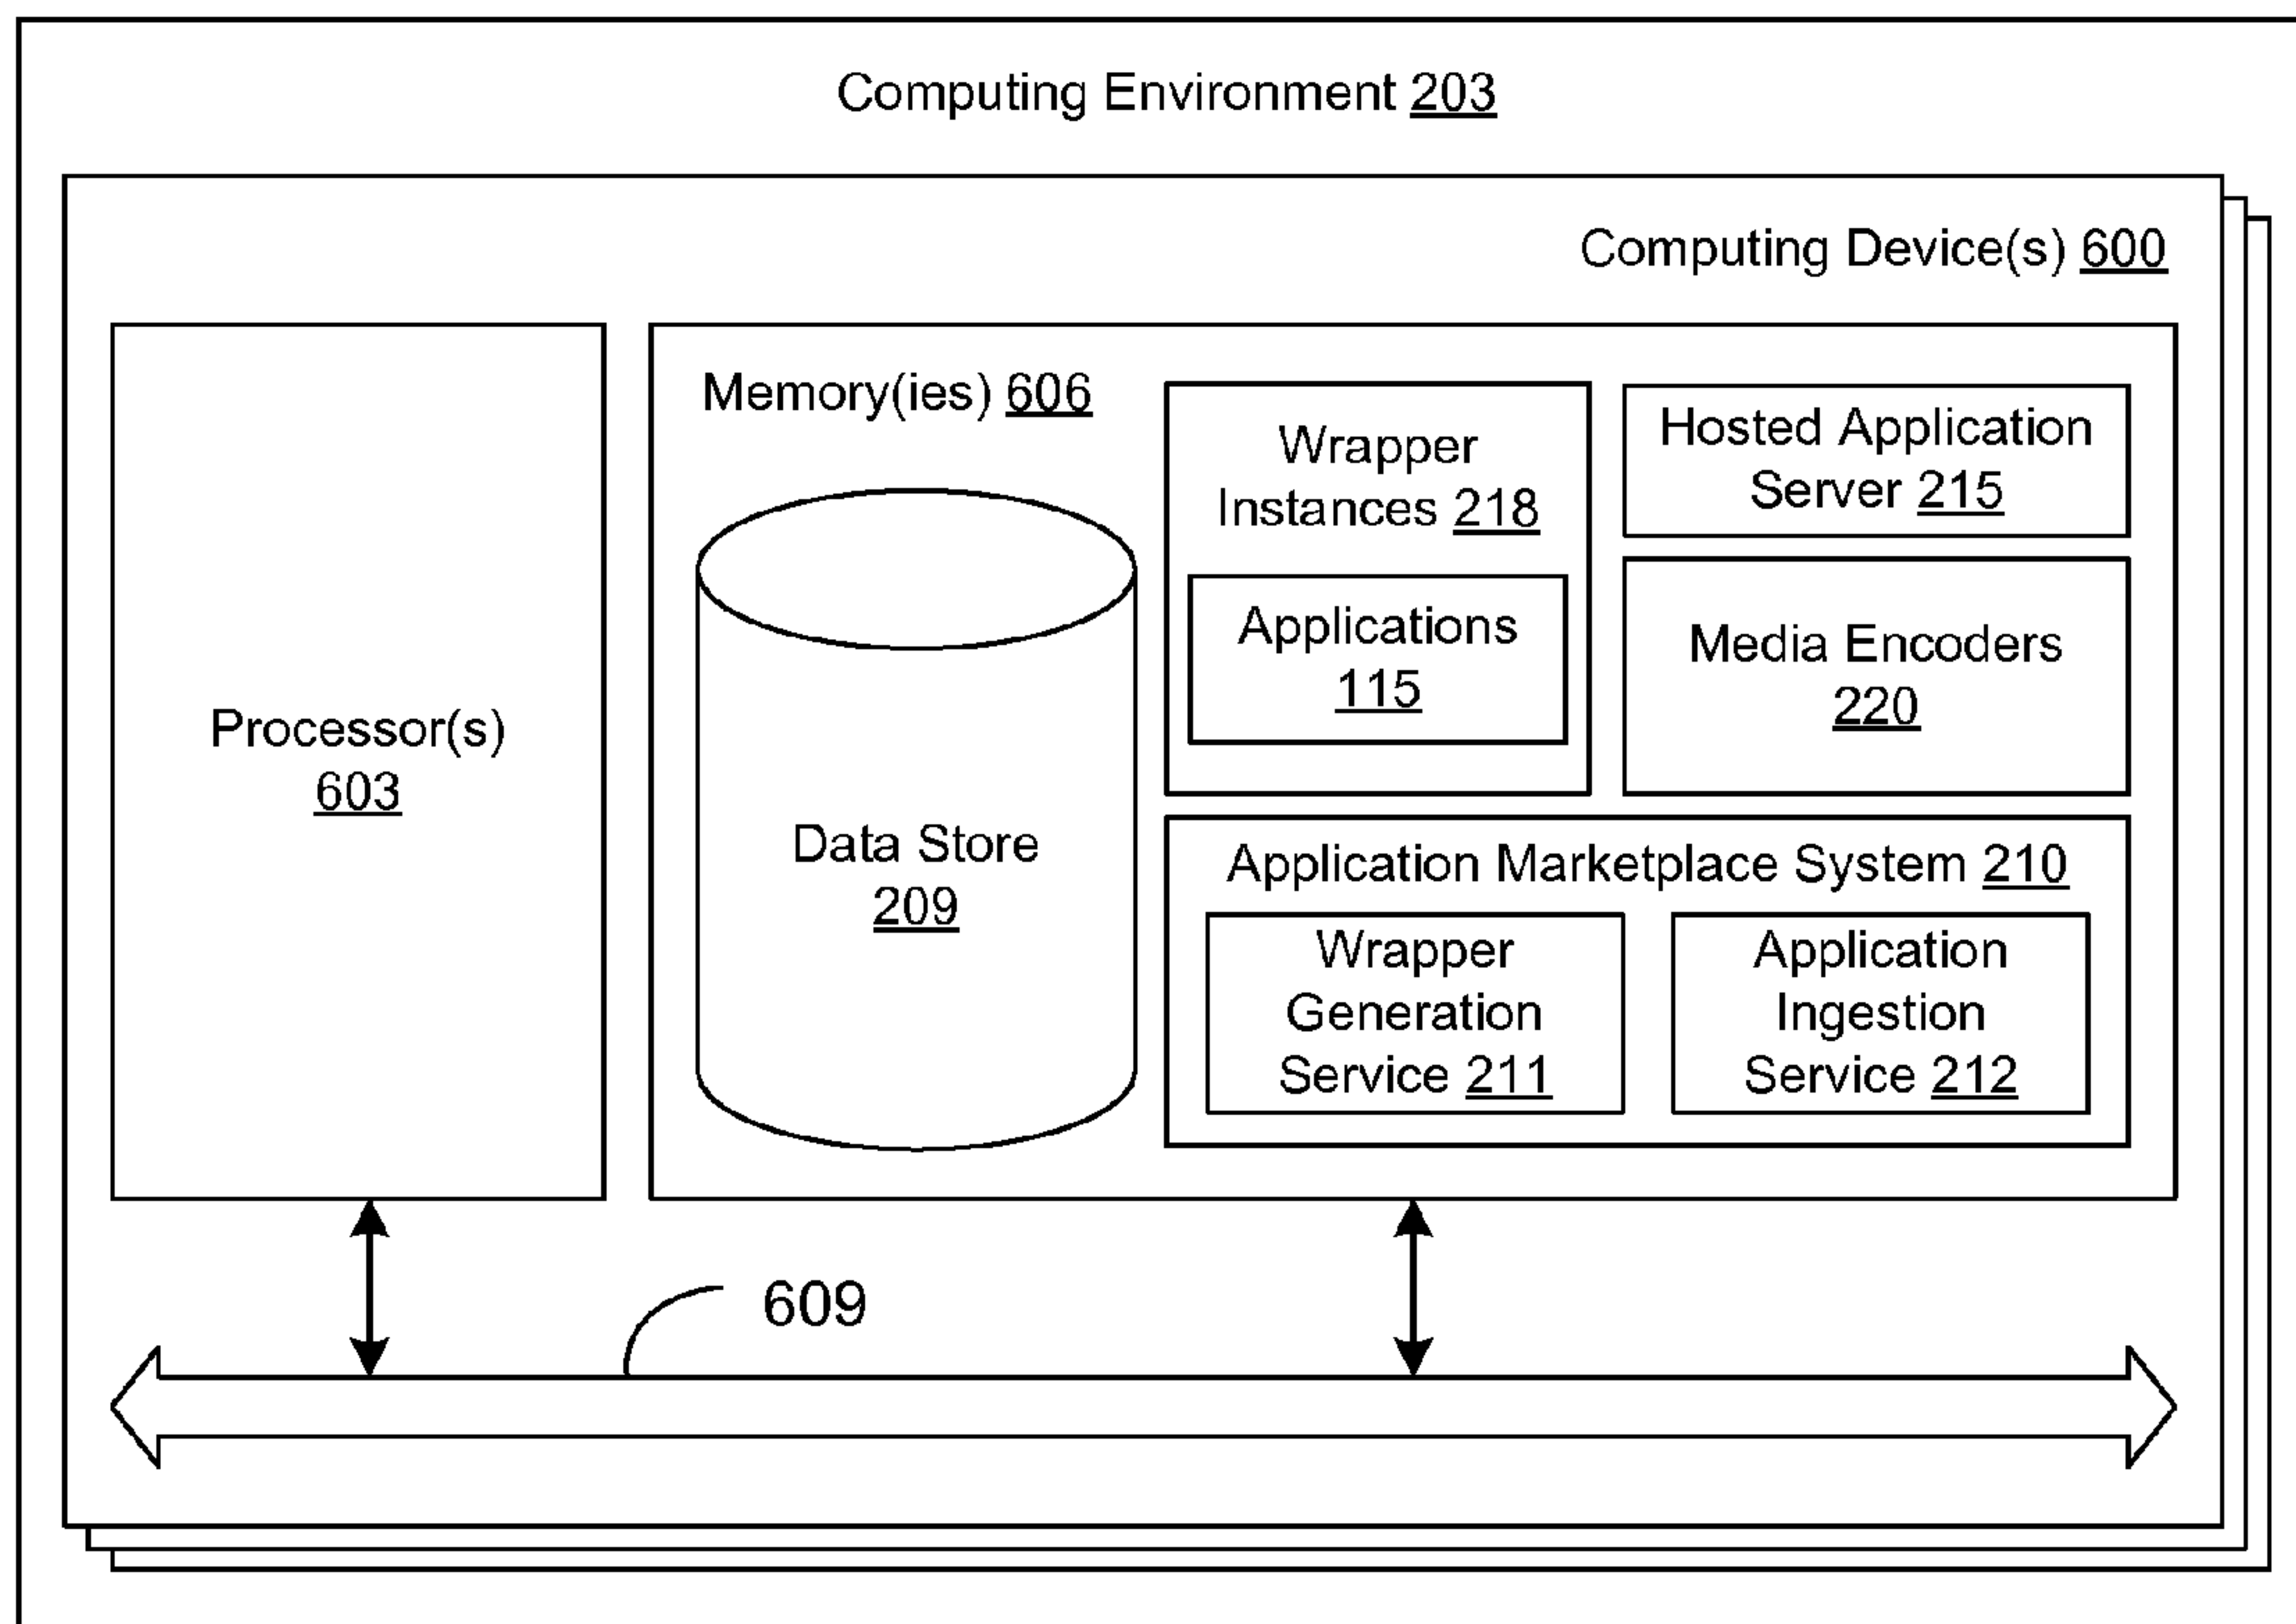 Computing Environment 203
Computing Device(s) 600
Processor(s)
603
Memory(ies) 606
Data Store
209
Wrapper
Instances 218
Applications
115
Hosted Application
Server 215
Media Encoders
220
Application Marketplace System 210
Wrapper
Generation
Service 211
Application
Ingestion
Service 212
609